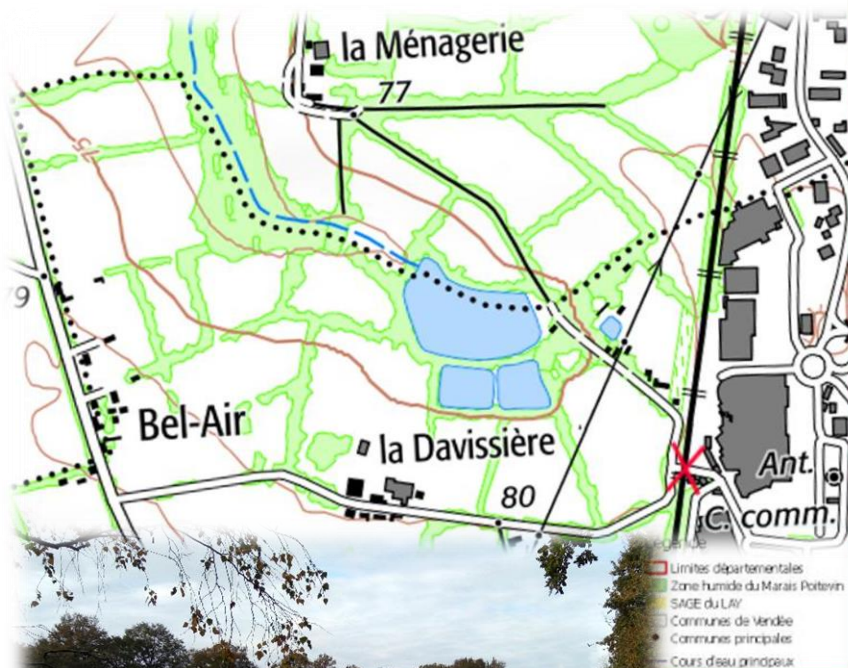 la Ménagerie
77
79
Bel-Air
la Davissière
80
Ant.
C. comm.
Limites départementales
Zone humide du Marais Poitevin
SAGE du LAY
Communes de Vendée
Communes principales
Cours d'eau principaux